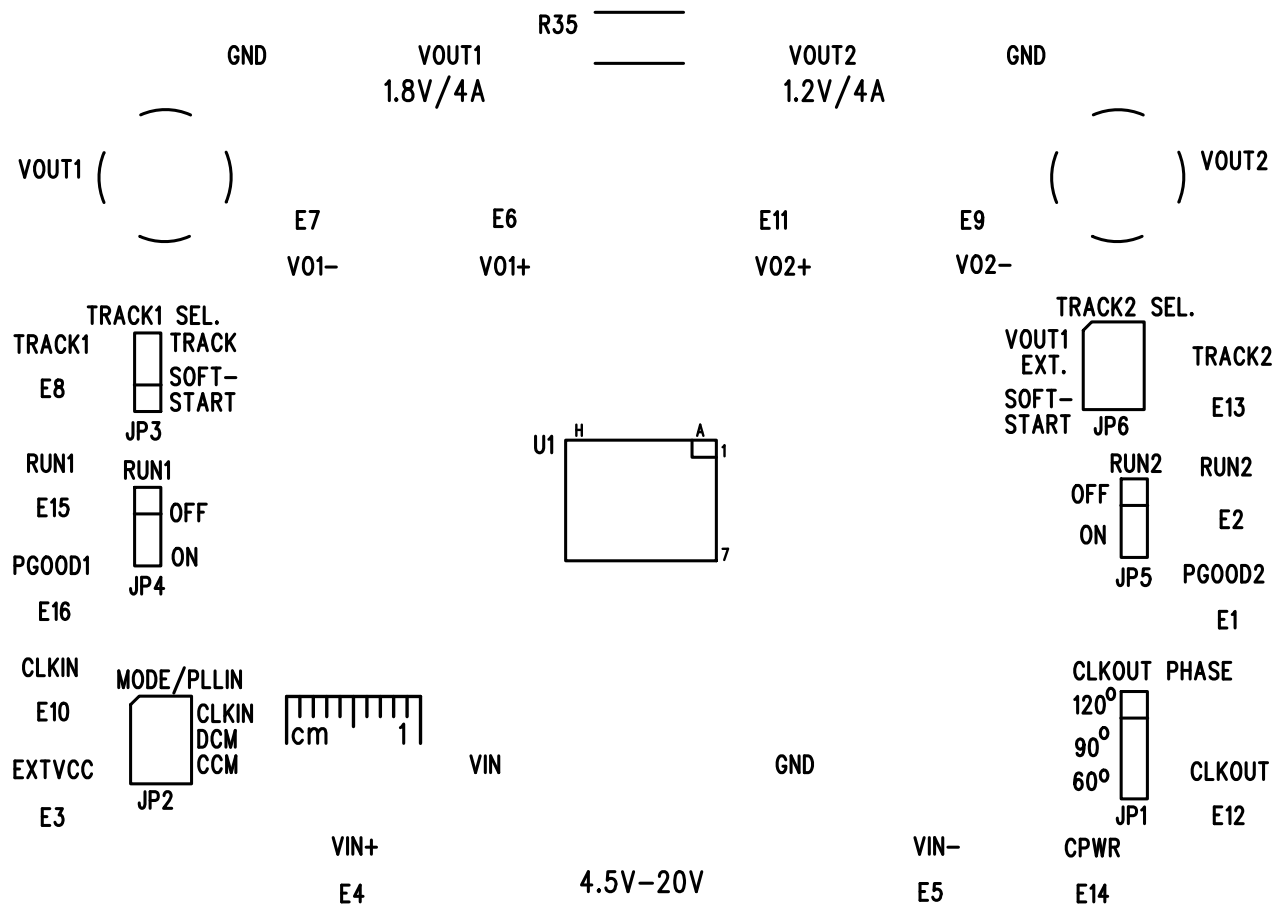 R35
GND
VOUT1
VOUT2
GND
1.8V/4A
1.2V/4A
VOUT1
VOUT2
E7
E6
E11
E9
VO1-
VO1+
VO2+
VO2-
TRACK1 SEL.
TRACK1
TRACK
E8
SOFT-
START
JP3
TRACK2 SEL.
VOUT1
EXT.
TRACK2
SOFT-
START
E13
JP6
U1
H
A
1
7
RUN1
RUN1
E15
OFF
ON
PGOOD1
JP4
E16
RUN2
RUN2
OFF
E2
ON
JP5
PGOOD2
E1
CLKIN
MODE/PLLIN
E10
CLKIN
DCM
CCM
EXTVCC
JP2
E3
cm
1
VIN
GND
CLKOUT PHASE
120°
90°
60°
CLKOUT
JP1
E12
VIN+
VIN-
CPWR
E4
4.5V-20V
E5
E14